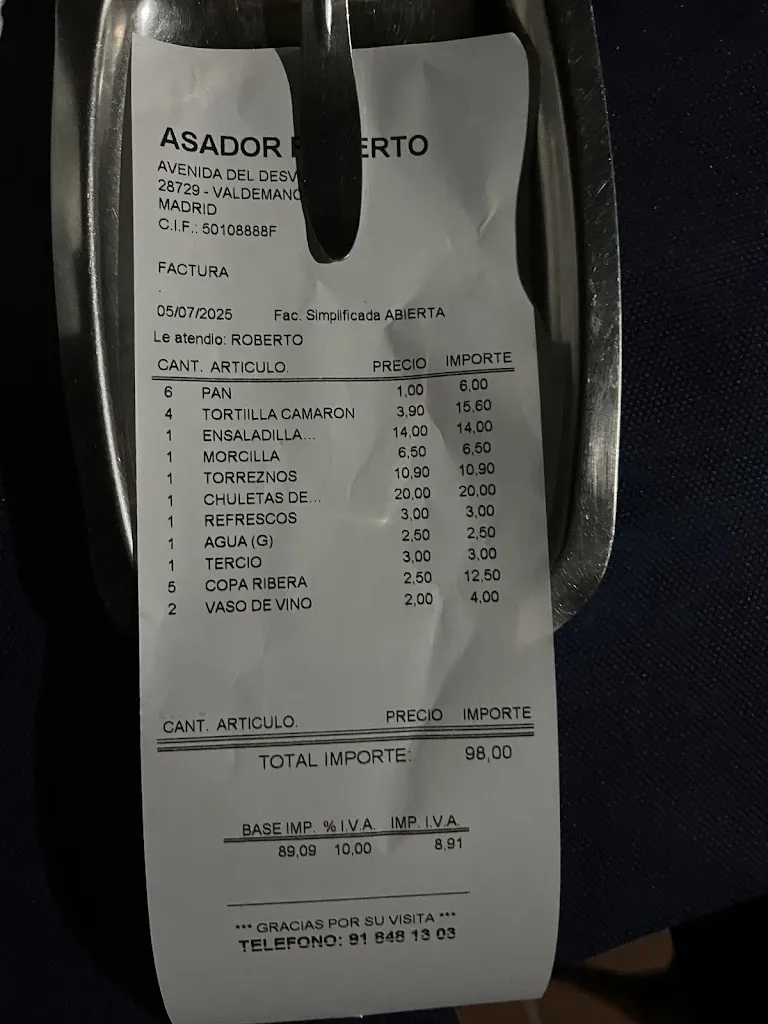 ASADOR ERTO
AVENIDA DEL
28729 - VALDEMANO
MADRID
C.I.F.: 50108888F
FACTURA
.
05/07/2025 Fac. Simplificada ABIERTA
Le atendio: ROBERTO
CANT. ARTICULO. PRECIO IMPORTE
6 PAN 1,00 6,00
4 TORTIILLA CAMARON 3,90 15,60
1 ENSALADILLA... 14,00 14,00
1 MORCILLA 6,50 6,50
1 TORREZNOS 10,90 10,90
1 CHULETAS DE... 20,00 20,00
1 REFRESCOS 3,00 3,00
1 AGUA (G) 2,50 2,50
1 TERCIO 3,00 3,00
5 COPA RIBERA 2,50 12,50
2 VASO DE VINO 2,00 4,00
CANT. ARTICULO. PRECIO IMPORTE
TOTAL IMPORTE: 98,00
BASE IMP. % I.V.A. IMP. I.V.A.
89,09 10,00 8,91
*** GRACIAS POR SU VISITA ***
TELEFONO: 91 848 13 03